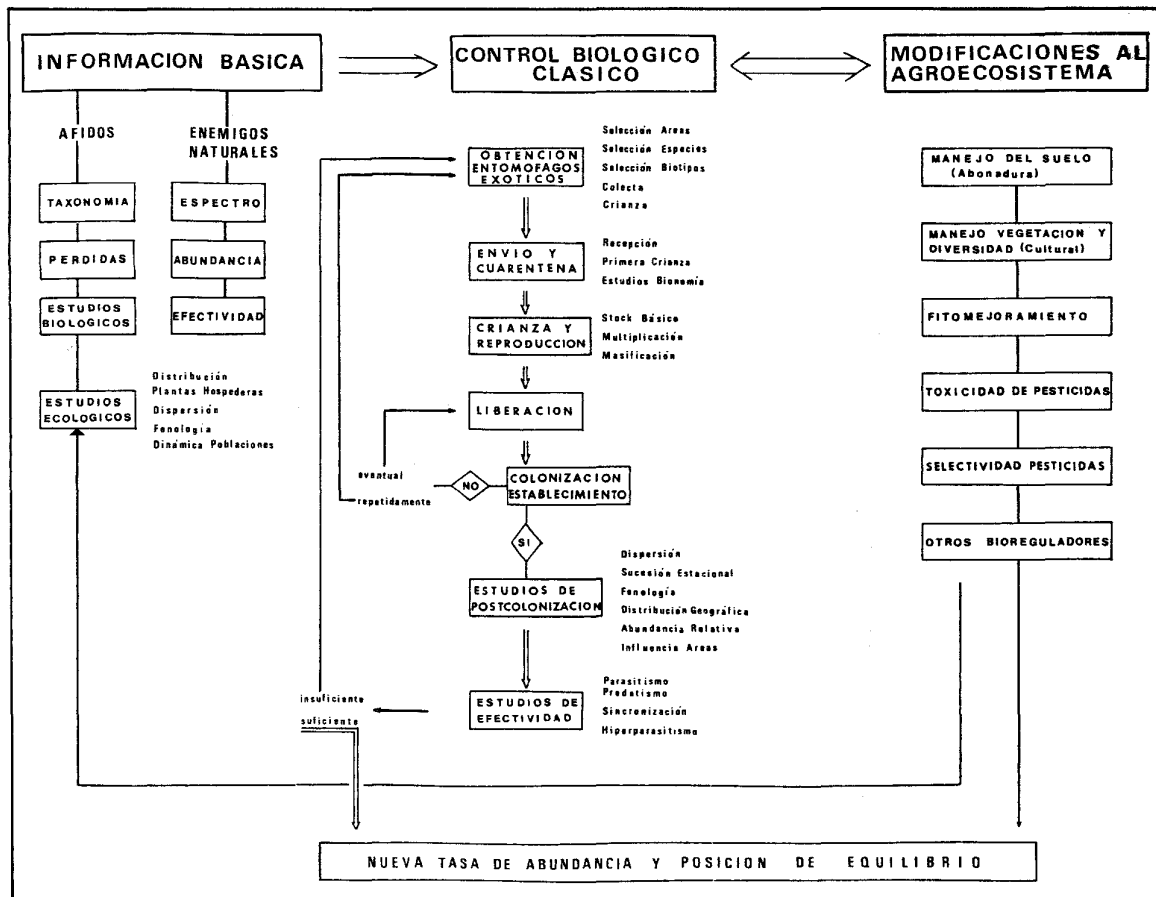 INFORMACION BASICA
CONTROL BIOLOGICO
CLASICO
MODIFICACIONES AL
AGROECOSISTEMA
AFIDOS
ENEMIGOS
NATURALES
TAXONOMIA
PERDIDAS
ESTUDIOS
BIOLOGICOS
ESTUDIOS
ECOLOGICOS
Distribución
Plantas Hospederas
Dispersión
Fenología
Dinámica Poblaciones
ESPECTRO
ABUNDANCIA
EFECTIVIDAD
OBTENCIÓN
ENTOMOFAGOS
EXOTICOS
Selección Areas
Selección Especies
Selección Biotipos
Colecta
Crianza
ENVIO Y
CUARENTENA
Recepción
Primera Crianza
Estudios Bionomía
CRIANZA Y
REPRODUCCION
Stock Básico
Multiplicación
Masificación
LIBERACION
eventual
repetidamente
NO
COLONIZACION
ESTABLECIMIENTO
SI
ESTUDIOS DE
POSTCOLONIZACION
Dispersión
Sucesión Estacional
Fenología
Distribución Geográfica
Abundancia Relativa
Influencia Areas
insuficiente
suficiente
ESTUDIOS DE
EFECTIVIDAD
Parasitismo
Predatismo
Sincronización
Hiperparasitismo
MANEJO DEL SUELO
(Abonadura)
MANEJO VEGETACION Y
DIVERSIDAD (Cultural)
FITOMEJORAMIENTO
TOXICIDAD DE PESTICIDAS
SELECTIVIDAD PESTICIDAS
OTROS BIOREGULADORES
NUEVA TASA DE ABUNDANCIA Y POSICION DE EQUILIBRIO